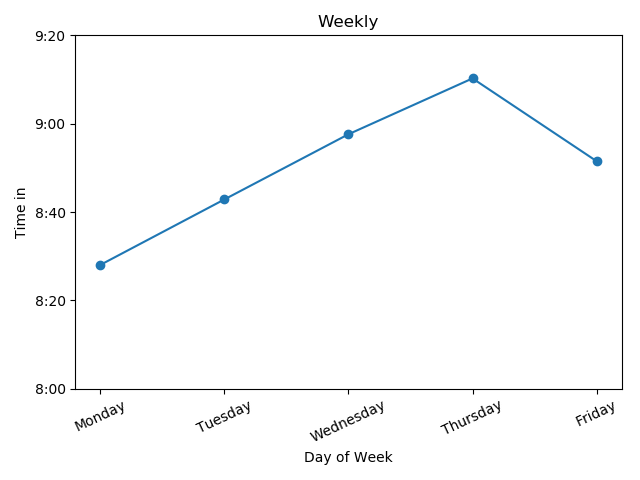 Weekly
9:20
9:00
8:40
8:20
8:00
Time in
Monday
Tuesday
Wednesday
Thursday
Friday
Day of Week